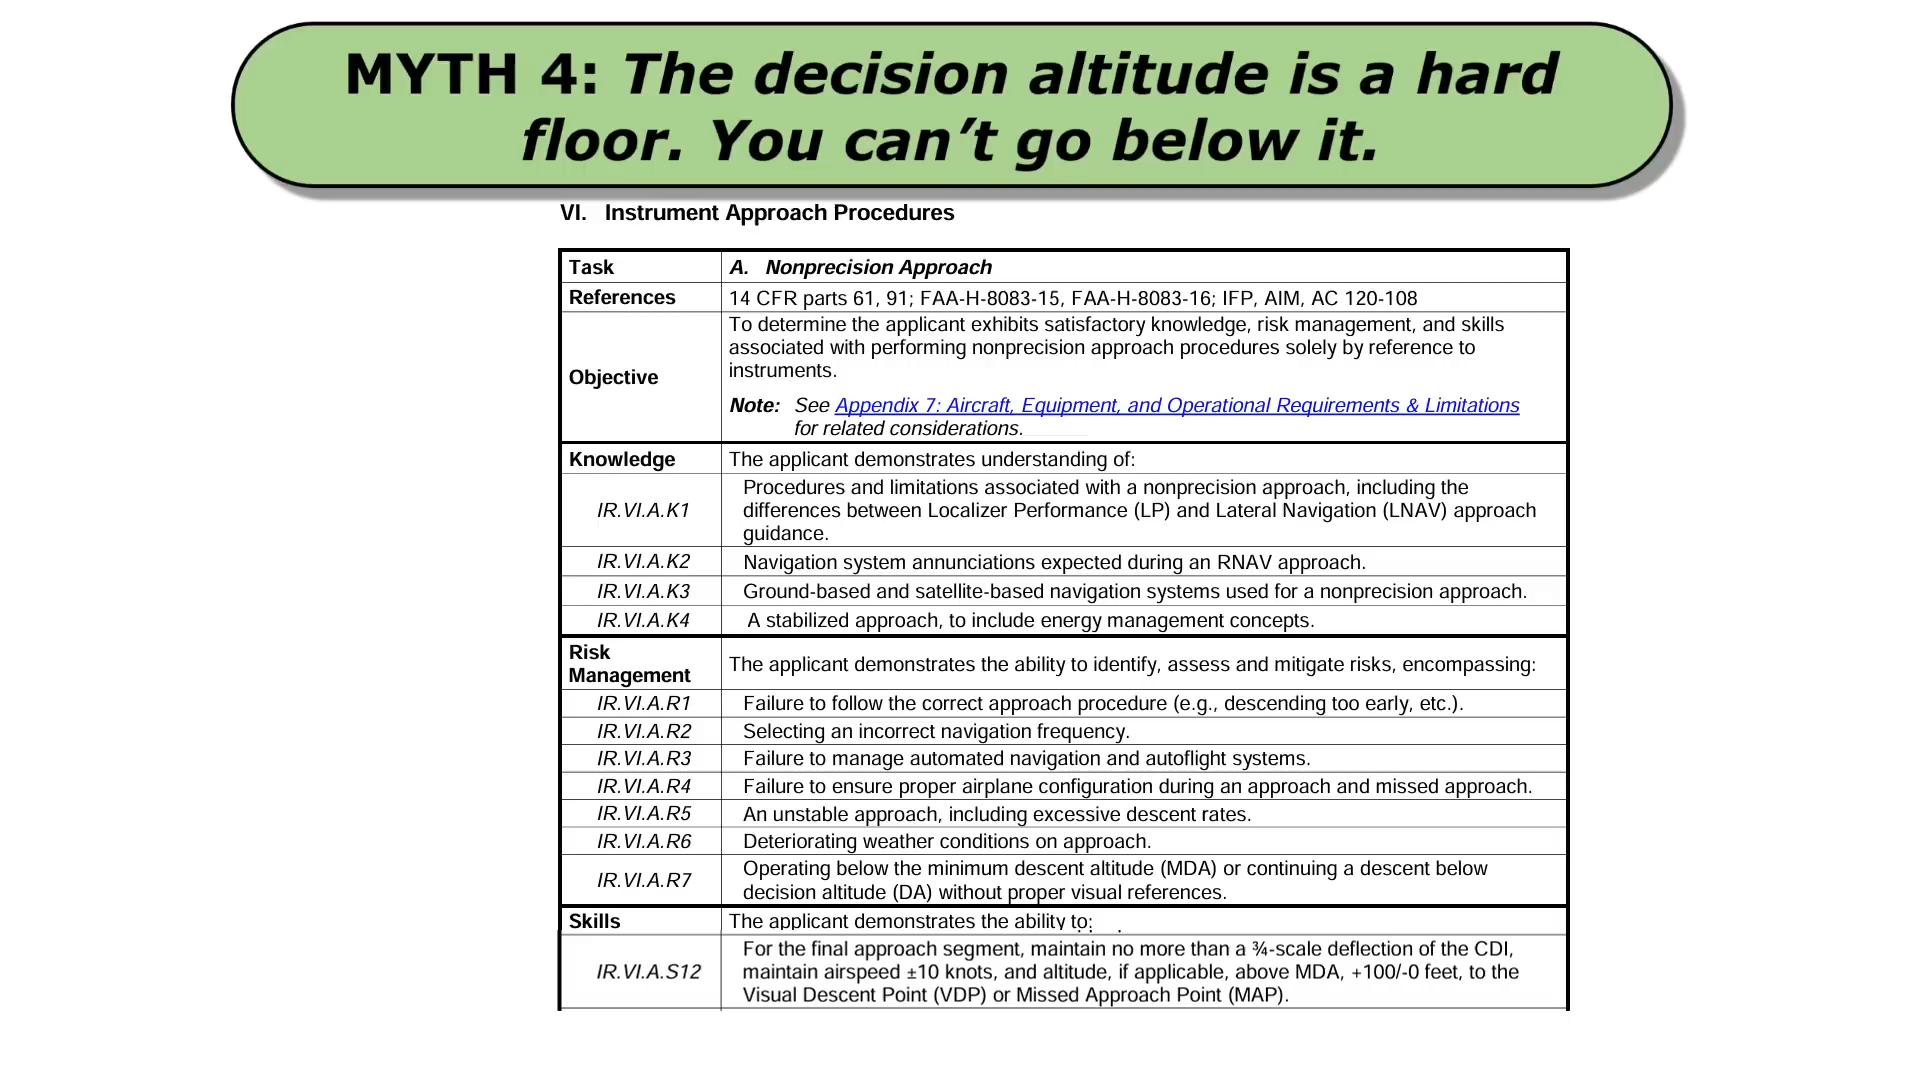 MYTH 4: The decision altitude is a hard
floor. You can’t go below it.
VI. Instrument Approach Procedures
Task A. Nonprecision Approach
References 14 CFR parts 61, 91; FAA-H-8083-15, FAA-H-8083-16; IFP, AIM, AC 120-108
Objective
To determine the applicant exhibits satisfactory knowledge, risk management, and skills
associated with performing nonprecision approach procedures solely by reference to
instruments.
Note: See Appendix 7: Aircraft, Equipment, and Operational Requirements & Limitations
for related considerations.
Knowledge The applicant demonstrates understanding of:
IR.VI.A.K1
Procedures and limitations associated with a nonprecision approach, including the
differences between Localizer Performance (LP) and Lateral Navigation (LNAV) approach
guidance.
IR.VI.A.K2 Navigation system annunciations expected during an RNAV approach.
IR.VI.A.K3 Ground-based and satellite-based navigation systems used for a nonprecision approach.
IR.VI.A.K4 A stabilized approach, to include energy management concepts.
Risk
Management
The applicant demonstrates the ability to identify, assess and mitigate risks, encompassing:
IR.VI.A.R1 Failure to follow the correct approach procedure (e.g., descending too early, etc.).
IR.VI.A.R2 Selecting an incorrect navigation frequency.
IR.VI.A.R3 Failure to manage automated navigation and autoflight systems.
IR.VI.A.R4 Failure to ensure proper airplane configuration during an approach and missed approach.
IR.VI.A.R5 An unstable approach, including excessive descent rates.
IR.VI.A.R6 Deteriorating weather conditions on approach.
IR.VI.A.R7
Operating below the minimum descent altitude (MDA) or continuing a descent below
decision altitude (DA) without proper visual references.
Skills The applicant demonstrates the ability to:
IR.VI.A.S12
For the final approach segment, maintain no more than a ¾-scale deflection of the CDI,
maintain airspeed ±10 knots, and altitude, if applicable, above MDA, +100/-0 feet, to the
Visual Descent Point (VDP) or Missed Approach Point (MAP).